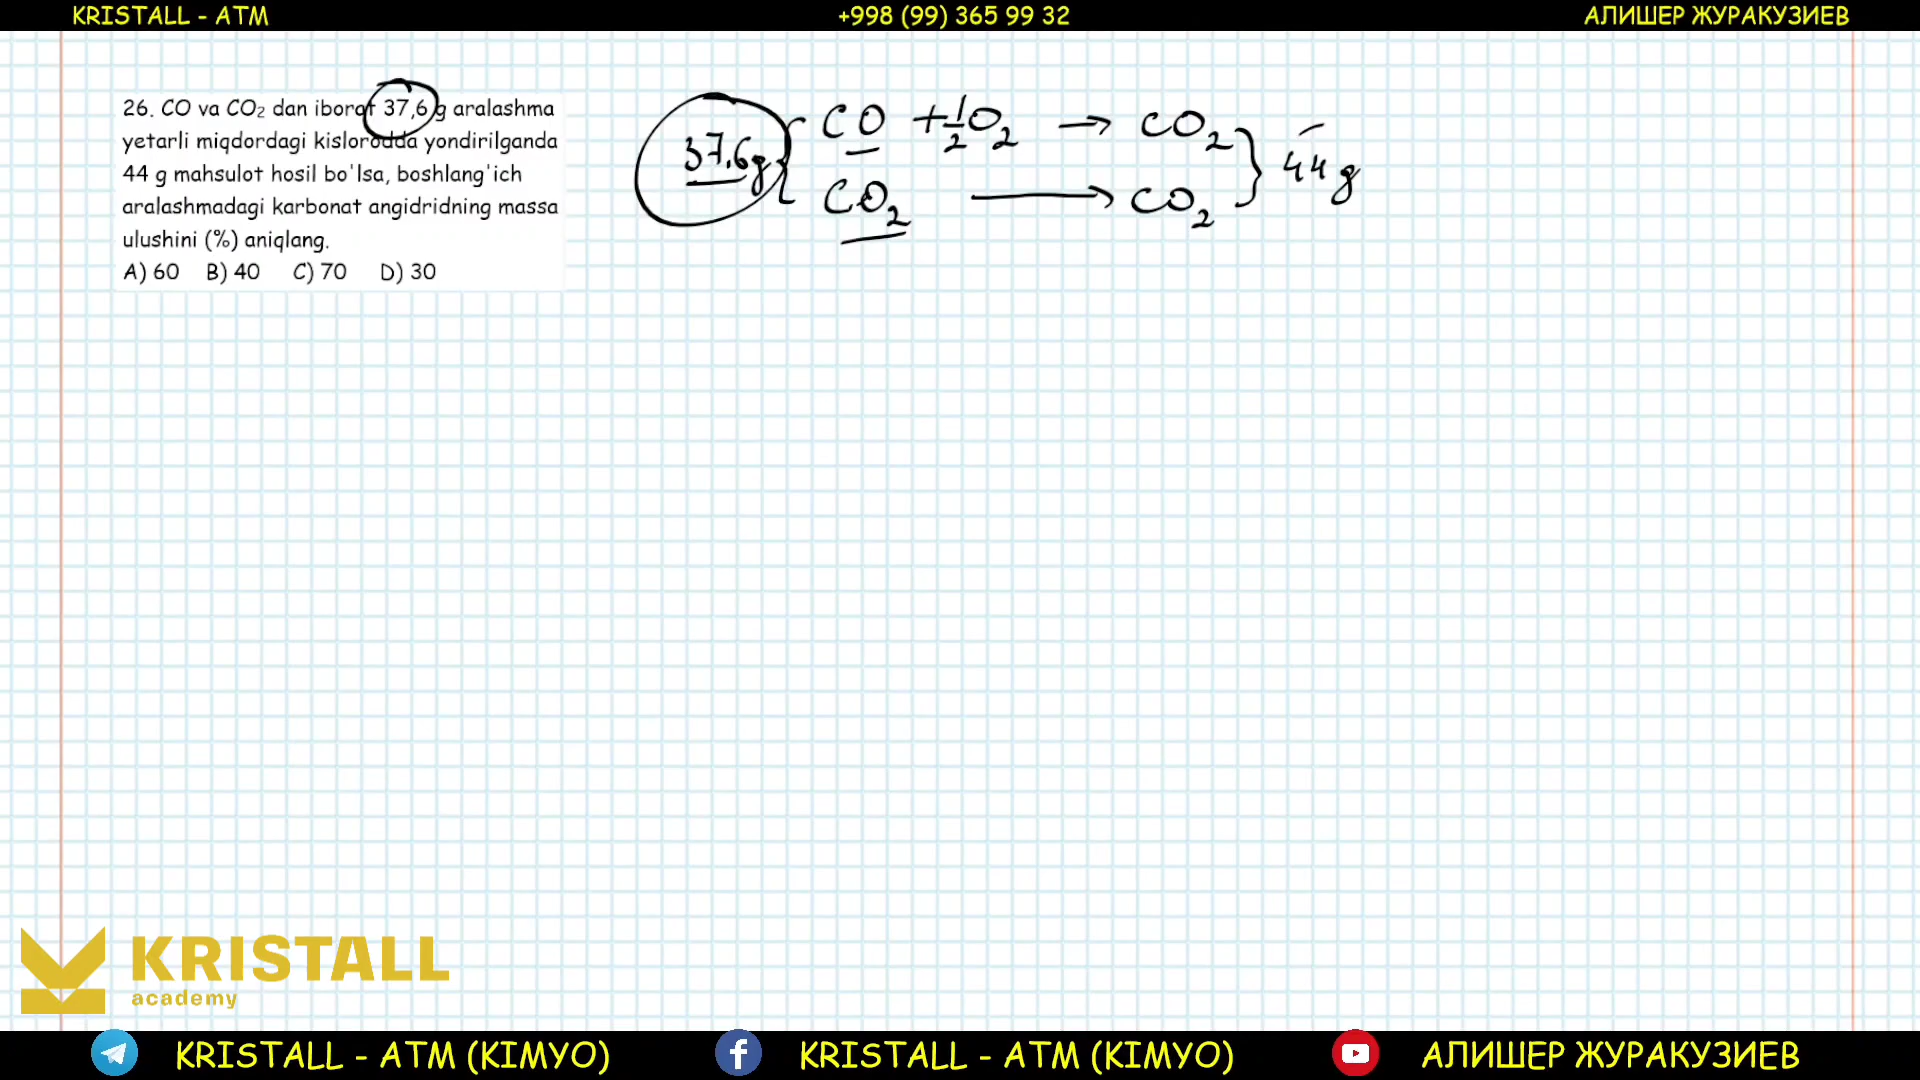 KRISTALL - ATM
+998 (99) 365 99 32
АЛИШЕР ЖУРАКУЗИЕВ
26. CO va CO₂ dan iborat 37,6 g aralashma
yetarli miqdordagi kislorodda yondirilganda
44 g mahsulot hosil bo'lsa, boshlang'ich
aralashmadagi karbonat angidridning massa
ulushini (%) aniqlang.
A) 60 B) 40 C) 70 D) 30
37.6g { CO + ½O₂ → CO₂
CO₂ → CO₂ } 44 g
KRISTALL
academy
KRISTALL - ATM (KIMYO)
KRISTALL - ATM (KIMYO)
АЛИШЕР ЖУРАКУЗИЕВ